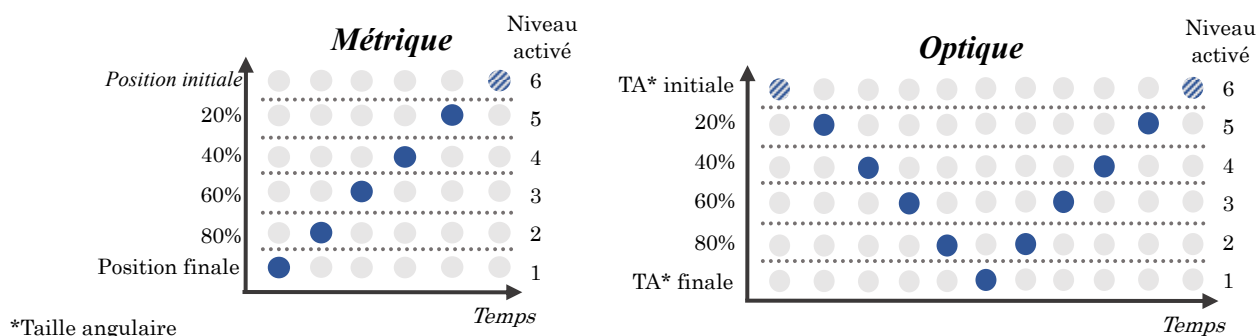 Métrique
Niveau
activé
Position initiale
6
20%
5
40%
4
60%
3
80%
2
Position finale
1
Temps
*Taille angulaire
Optique
Niveau
activé
TA* initiale
6
20%
5
40%
4
60%
3
80%
2
TA* finale
1
Temps